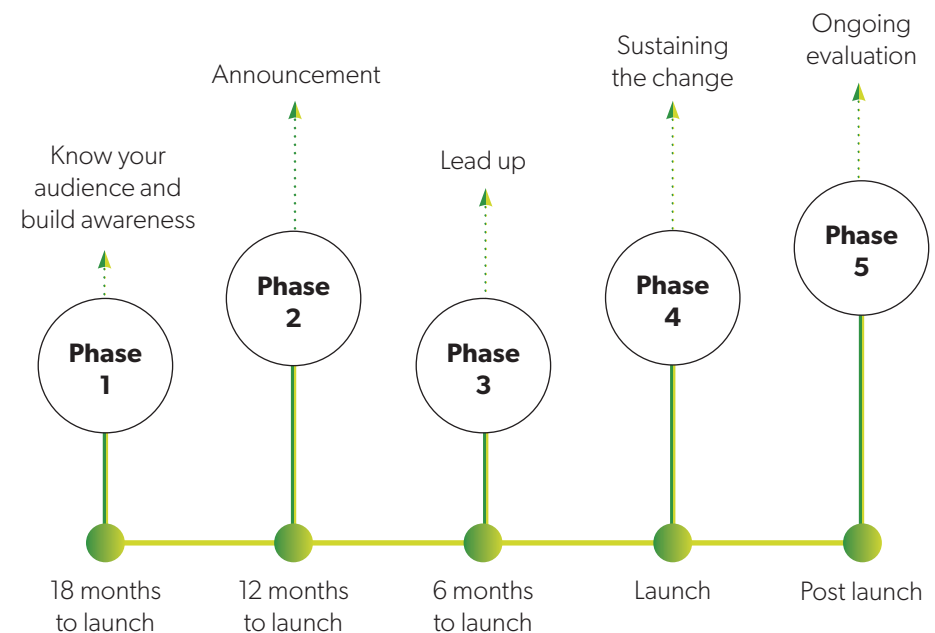 Know your
audience and
build awareness
Phase
1
18 months
to launch
Announcement
Phase
2
12 months
to launch
Lead up
Phase
3
6 months
to launch
Sustaining
the change
Phase
4
Launch
Ongoing
evaluation
Phase
5
Post launch